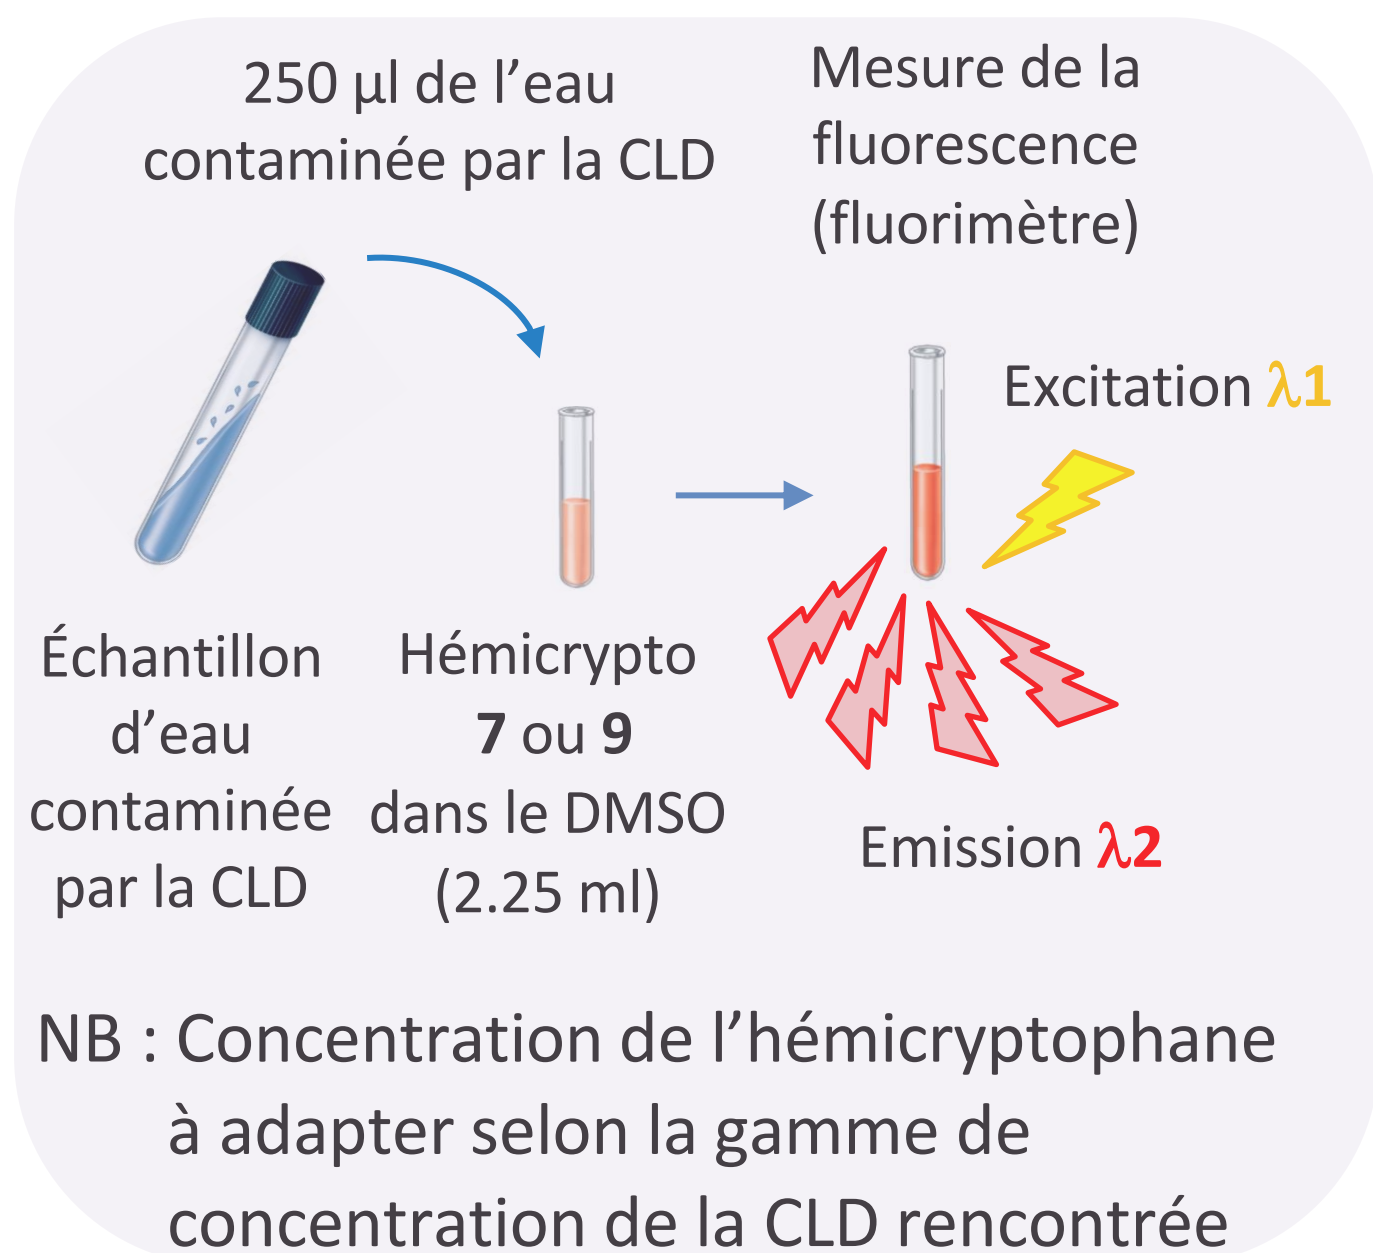 250 µl de l’eau
contaminée par la CLD
Mesure de la
fluorescence
(fluorimètre)
Excitation λ1
Échantillon
d’eau
contaminée
par la CLD
Hémicrypto
7 ou 9
dans le DMSO
(2.25 ml)
Emission λ2
NB : Concentration de l’hémicryptophane
à adapter selon la gamme de
concentration de la CLD rencontrée